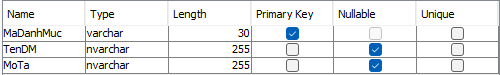 Name Type Length Primary Key Nullable Unique
MaDanhMuc varchar 30
TenDM nvarchar 255
MoTa nvarchar 255